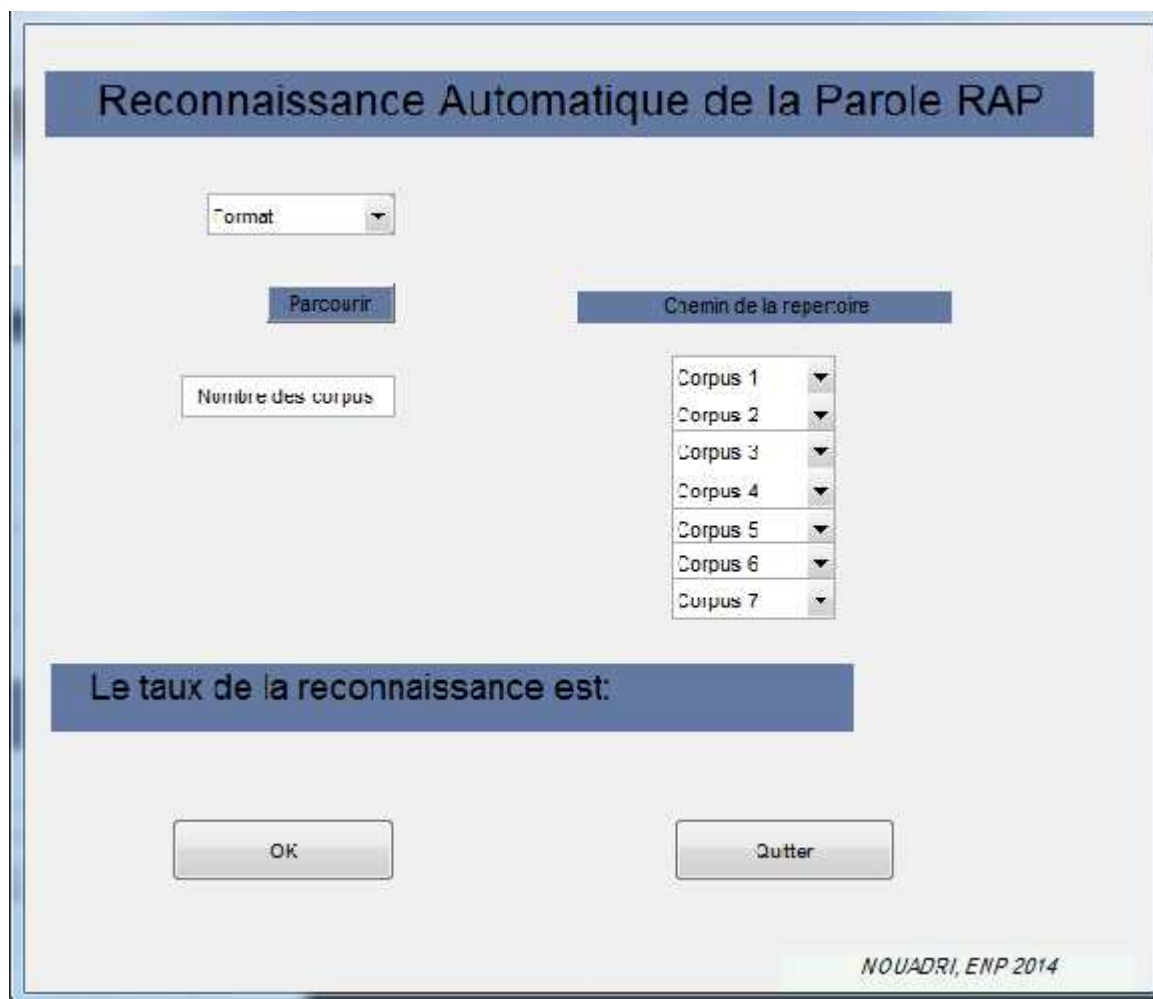 Reconnaissance Automatique de la Parole RAP
Format
Parcourir
Chemin de la repertoire
Nombre des corpus
Corpus 1
Corpus 2
Corpus 3
Corpus 4
Corpus 5
Corpus 6
Corpus 7
Le taux de la reconnaissance est:
OK
Quitter
NOUADRI, ENP 2014